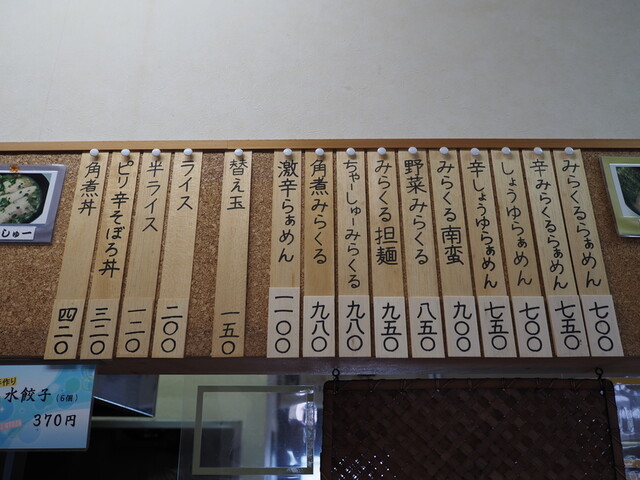 みらくるらぁめん 七〇〇
辛みらくるらぁめん 七五〇
しょうゆらぁめん 七〇〇
辛しょうゆらぁめん 七五〇
みらくる南蛮 九〇〇
野菜みらくる 八五〇
みらくる担麺 九五〇
ちゃーしゅーみらくる 九八〇
角煮みらくる 九八〇
激辛らぁめん 一一〇〇
替え玉 一五〇
ライス 二〇〇
半ライス 一二〇
ピリ辛そぼろ丼 三二〇
角煮丼 四二〇
しゅー
手作り
水餃子(6個)
370円